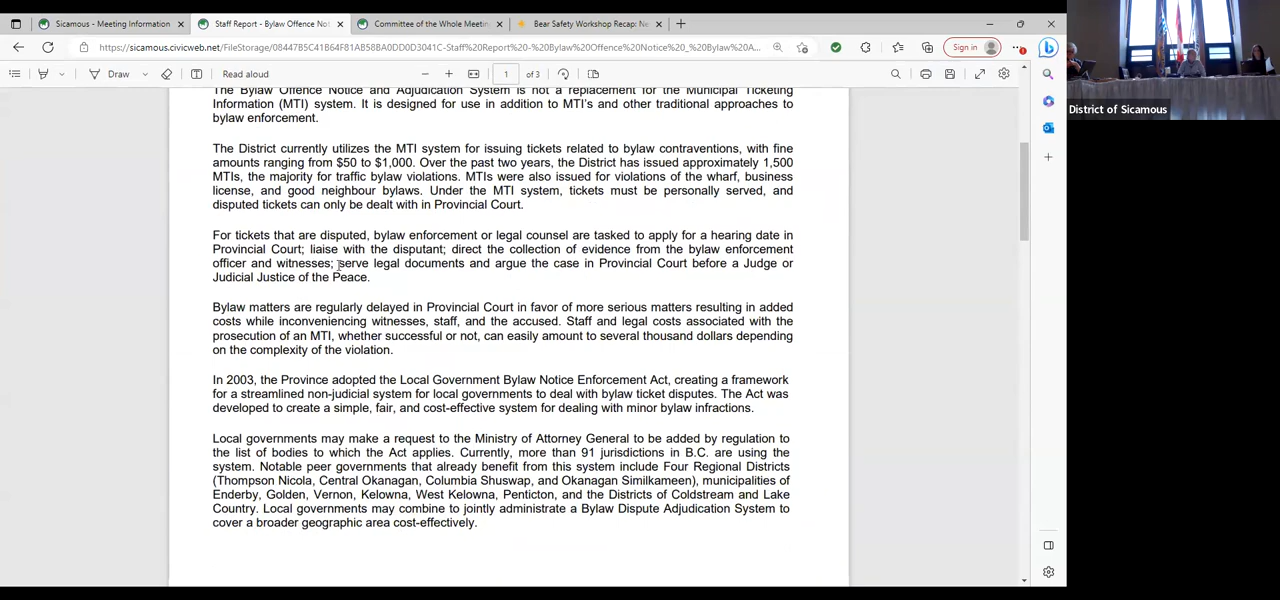 Sicamous - Meeting Information
Staff Report - Bylaw Offence Not
Committee of the Whole Meetin
Bear Safety Workshop Recap: Ne
https://sicamous.civicweb.net/FileStorage/08447B5C41B64F81AB58BA0DD0D3041C-Staff%20Report%20-%20Bylaw%20Offence%20Notice%20_%20Bylaw%20A...
Sign in
Draw
Read aloud
1 of 3
The Bylaw Offence Notice and Adjudication System is not a replacement for the Municipal Ticketing
Information (MTI) system. It is designed for use in addition to MTI's and other traditional approaches to
bylaw enforcement.
The District currently utilizes the MTI system for issuing tickets related to bylaw contraventions, with fine
amounts ranging from $50 to $1,000. Over the past two years, the District has issued approximately 1,500
MTIs, the majority for traffic bylaw violations. MTIs were also issued for violations of the wharf, business
license, and good neighbour bylaws. Under the MTI system, tickets must be personally served, and
disputed tickets can only be dealt with in Provincial Court.
For tickets that are disputed, bylaw enforcement or legal counsel are tasked to apply for a hearing date in
Provincial Court; liaise with the disputant; direct the collection of evidence from the bylaw enforcement
officer and witnesses; serve legal documents and argue the case in Provincial Court before a Judge or
Judicial Justice of the Peace.
Bylaw matters are regularly delayed in Provincial Court in favor of more serious matters resulting in added
costs while inconveniencing witnesses, staff, and the accused. Staff and legal costs associated with the
prosecution of an MTI, whether successful or not, can easily amount to several thousand dollars depending
on the complexity of the violation.
In 2003, the Province adopted the Local Government Bylaw Notice Enforcement Act, creating a framework
for a streamlined non-judicial system for local governments to deal with bylaw ticket disputes. The Act was
developed to create a simple, fair, and cost-effective system for dealing with minor bylaw infractions.
Local governments may make a request to the Ministry of Attorney General to be added by regulation to
the list of bodies to which the Act applies. Currently, more than 91 jurisdictions in B.C. are using the
system. Notable peer governments that already benefit from this system include Four Regional Districts
(Thompson Nicola, Central Okanagan, Columbia Shuswap, and Okanagan Similkameen), municipalities of
Enderby, Golden, Vernon, Kelowna, West Kelowna, Penticton, and the Districts of Coldstream and Lake
Country. Local governments may combine to jointly administrate a Bylaw Dispute Adjudication System to
cover a broader geographic area cost-effectively.
District of Sicamous